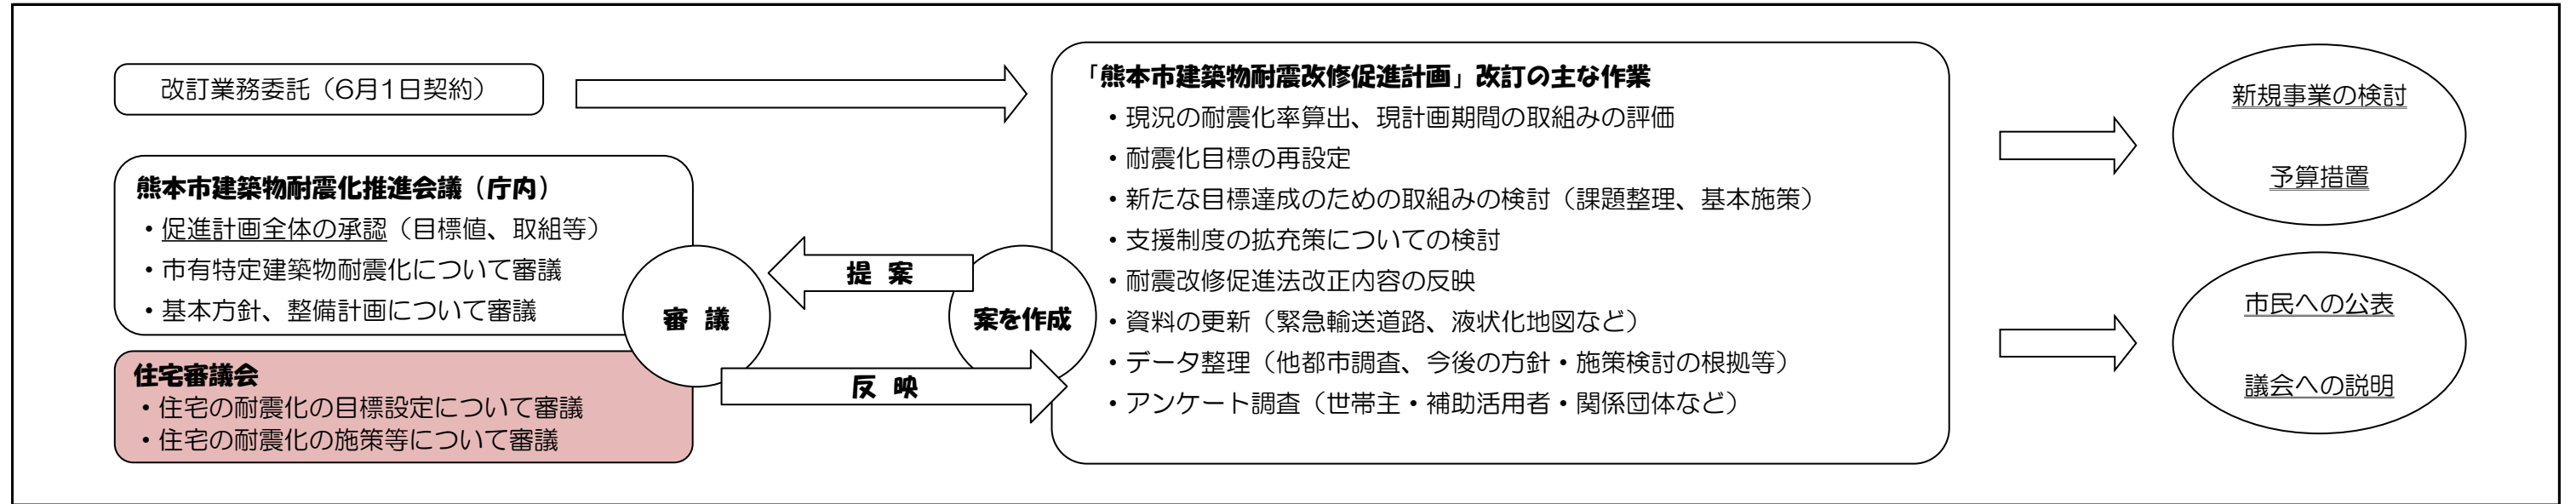 改訂業務委託（6月1日契約）
熊本市建築物耐震化推進会議（庁内）
・促進計画全体の承認（目標値、取組等）
・市有特定建築物耐震化について審議
・基本方針、整備計画について審議
住宅審議会
・住宅の耐震化の目標設定について審議
・住宅の耐震化の施策等について審議
審 議
提 案
反 映
案を作成
「熊本市建築物耐震改修促進計画」改訂の主な作業
・現況の耐震化率算出、現計画期間の取組みの評価
・耐震化目標の再設定
・新たな目標達成のための取組みの検討（課題整理、基本施策）
・支援制度の拡充策についての検討
・耐震改修促進法改正内容の反映
・資料の更新（緊急輸送道路、液状化地図など）
・データ整理（他都市調査、今後の方針・施策検討の根拠等）
・アンケート調査（世帯主・補助活用者・関係団体など）
新規事業の検討
予算措置
市民への公表
議会への説明